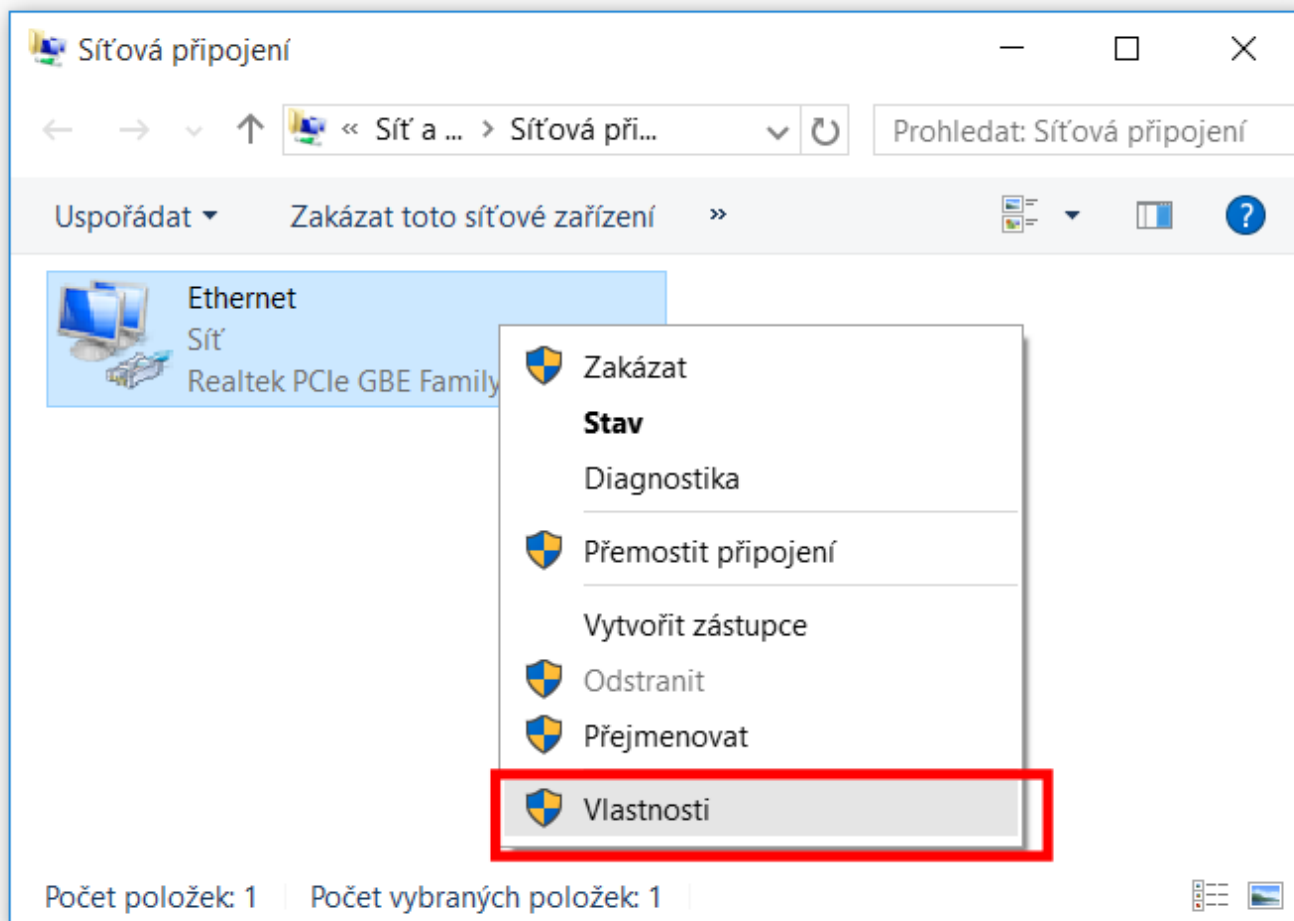 Síťová připojení
« Síť a ... > Síťová při...
Prohledat: Síťová připojení
Uspořádat
Zakázat toto síťové zařízení
»
Ethernet
Síť
Realtek PCIe GBE Family
Zakázat
Stav
Diagnostika
Přemostit připojení
Vytvořit zástupce
Odstranit
Přejmenovat
Vlastnosti
Počet položek: 1
Počet vybraných položek: 1